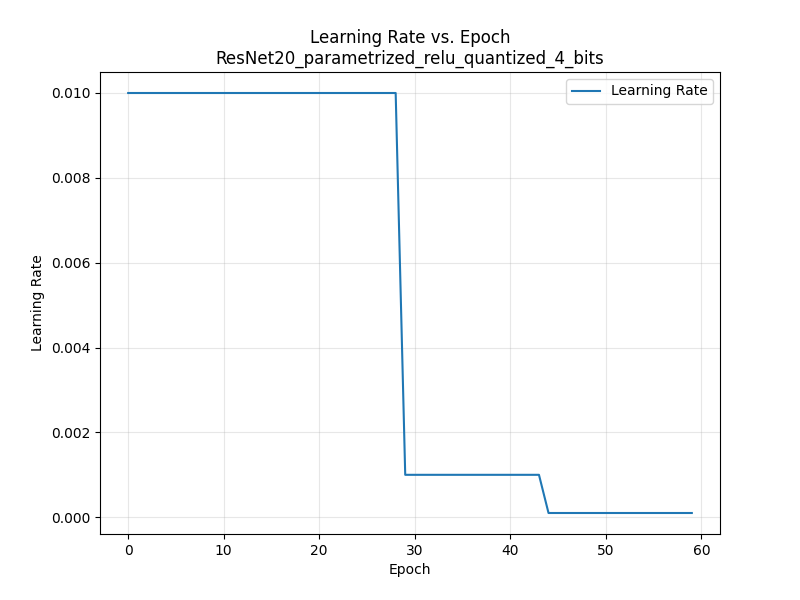 Learning Rate vs. Epoch
ResNet20_parametrized_relu_quantized_4_bits
Learning Rate
0.010
0.008
0.006
0.004
0.002
0.000
Learning Rate
0 10 20 30 40 50 60
Epoch